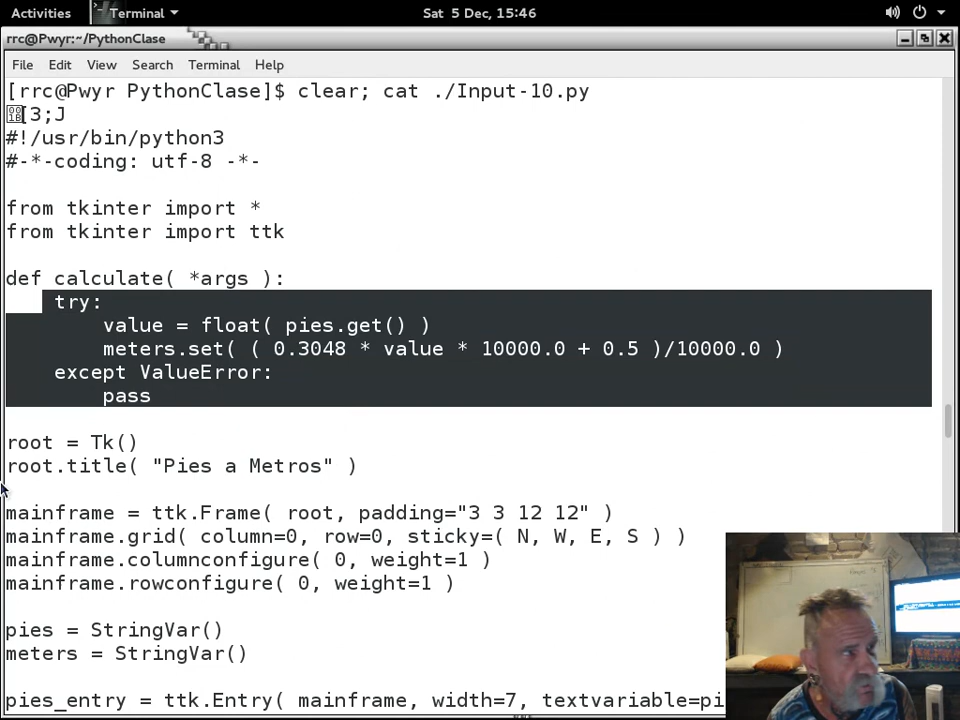 Activities Terminal Sat 5 Dec, 15:46
rrc@Pwyr:~/PythonClase
File Edit View Search Terminal Help
[rrc@Pwyr PythonClase]$ clear; cat ./Input-10.py
[3;J
#!/usr/bin/python3
#-*-coding: utf-8 -*-
from tkinter import *
from tkinter import ttk
def calculate( *args ):
try:
value = float( pies.get() )
meters.set( ( 0.3048 * value * 10000.0 + 0.5 )/10000.0 )
except ValueError:
pass
root = Tk()
root.title( "Pies a Metros" )
mainframe = ttk.Frame( root, padding="3 3 12 12" )
mainframe.grid( column=0, row=0, sticky=( N, W, E, S ) )
mainframe.columnconfigure( 0, weight=1 )
mainframe.rowconfigure( 0, weight=1 )
pies = StringVar()
meters = StringVar()
pies_entry = ttk.Entry( mainframe, width=7, textvariable=pi